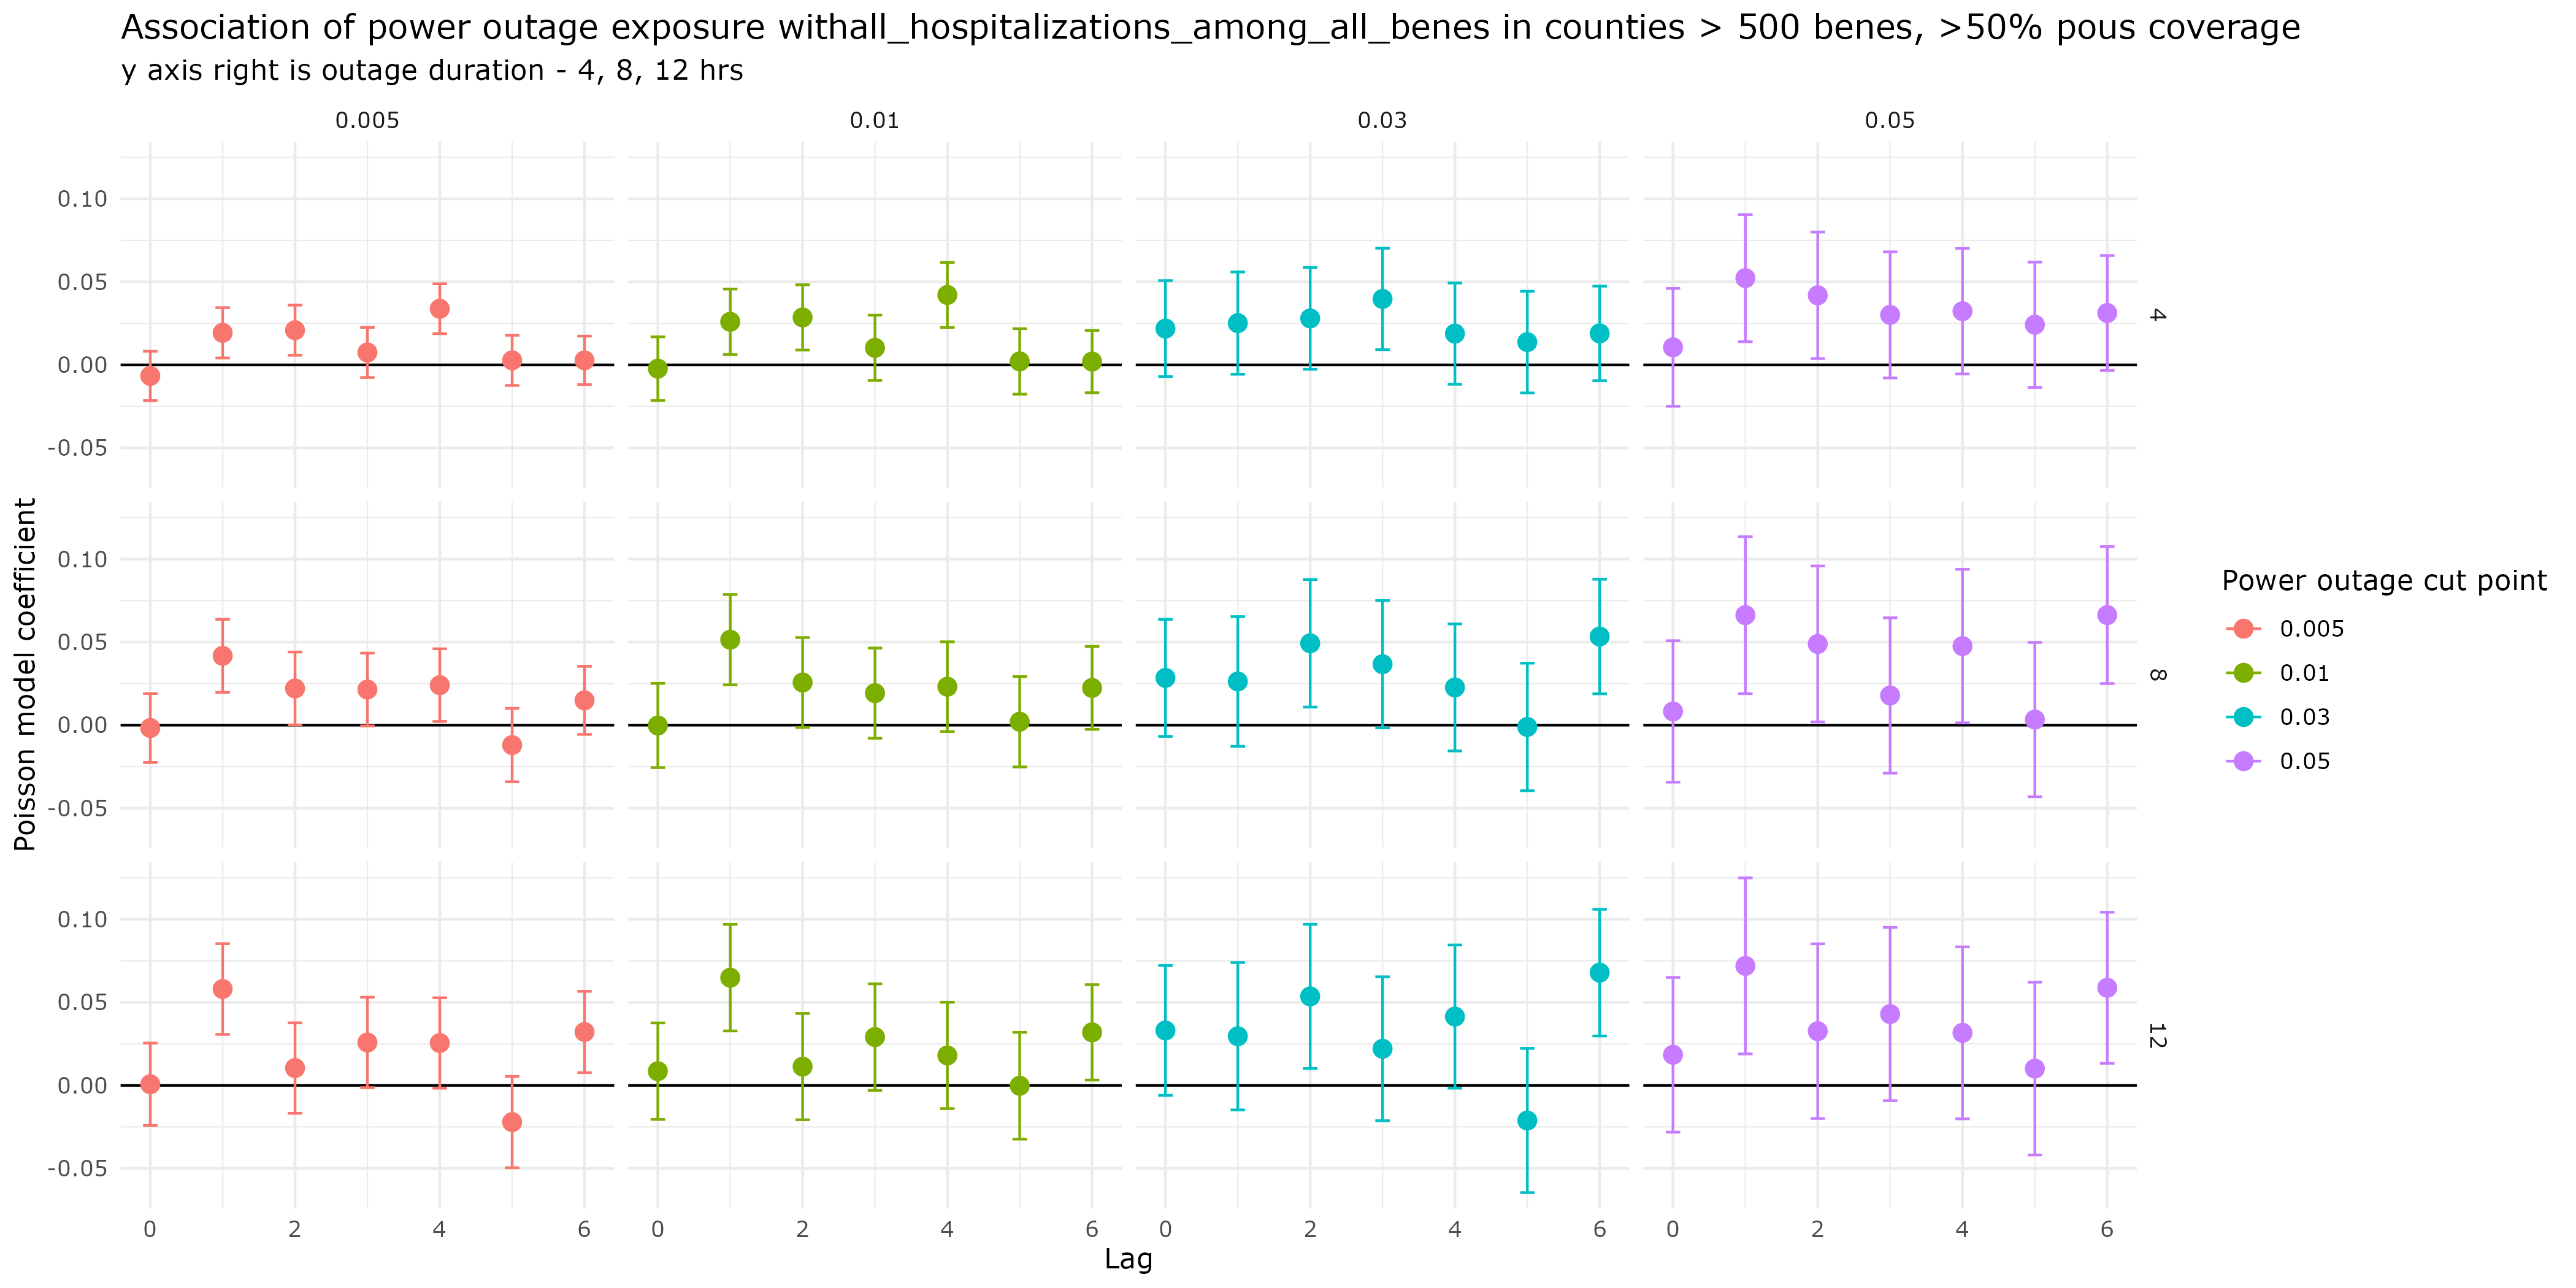 Association of power outage exposure withall_hospitalizations_among_all_benes in counties > 500 benes, >50% pous coverage
y axis right is outage duration - 4, 8, 12 hrs
0.005 0.01 0.03 0.05
0.10
0.05
0.00
-0.05
4
0.10
0.05
0.00
-0.05
8
0.10
0.05
0.00
-0.05
12
Poisson model coefficient
0 2 4 6 0 2 4 6 0 2 4 6 0 2 4 6
Lag
Power outage cut point
0.005
0.01
0.03
0.05